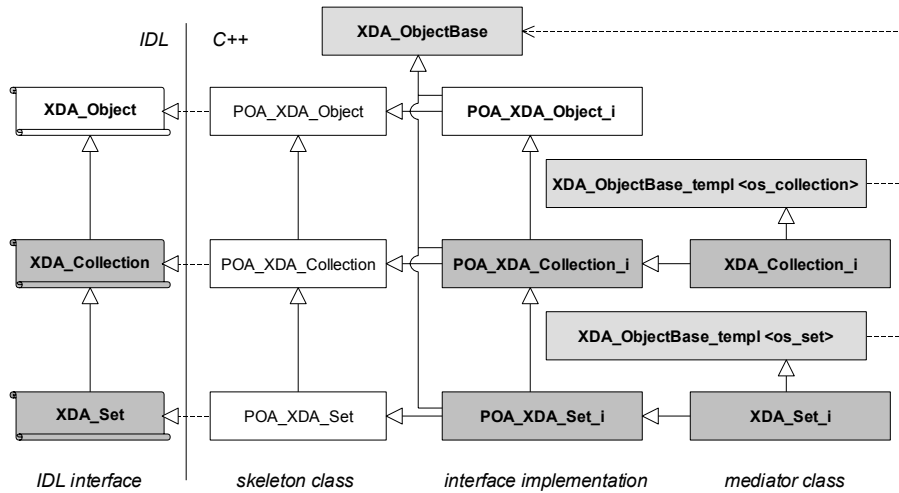 IDL
C++
XDA_ObjectBase
XDA_Object
POA_XDA_Object
POA_XDA_Object_i
XDA_ObjectBase_templ <os_collection>
XDA_Collection
POA_XDA_Collection
POA_XDA_Collection_i
XDA_Collection_i
XDA_ObjectBase_templ <os_set>
XDA_Set
POA_XDA_Set
POA_XDA_Set_i
XDA_Set_i
IDL interface
skeleton class
interface implementation
mediator class